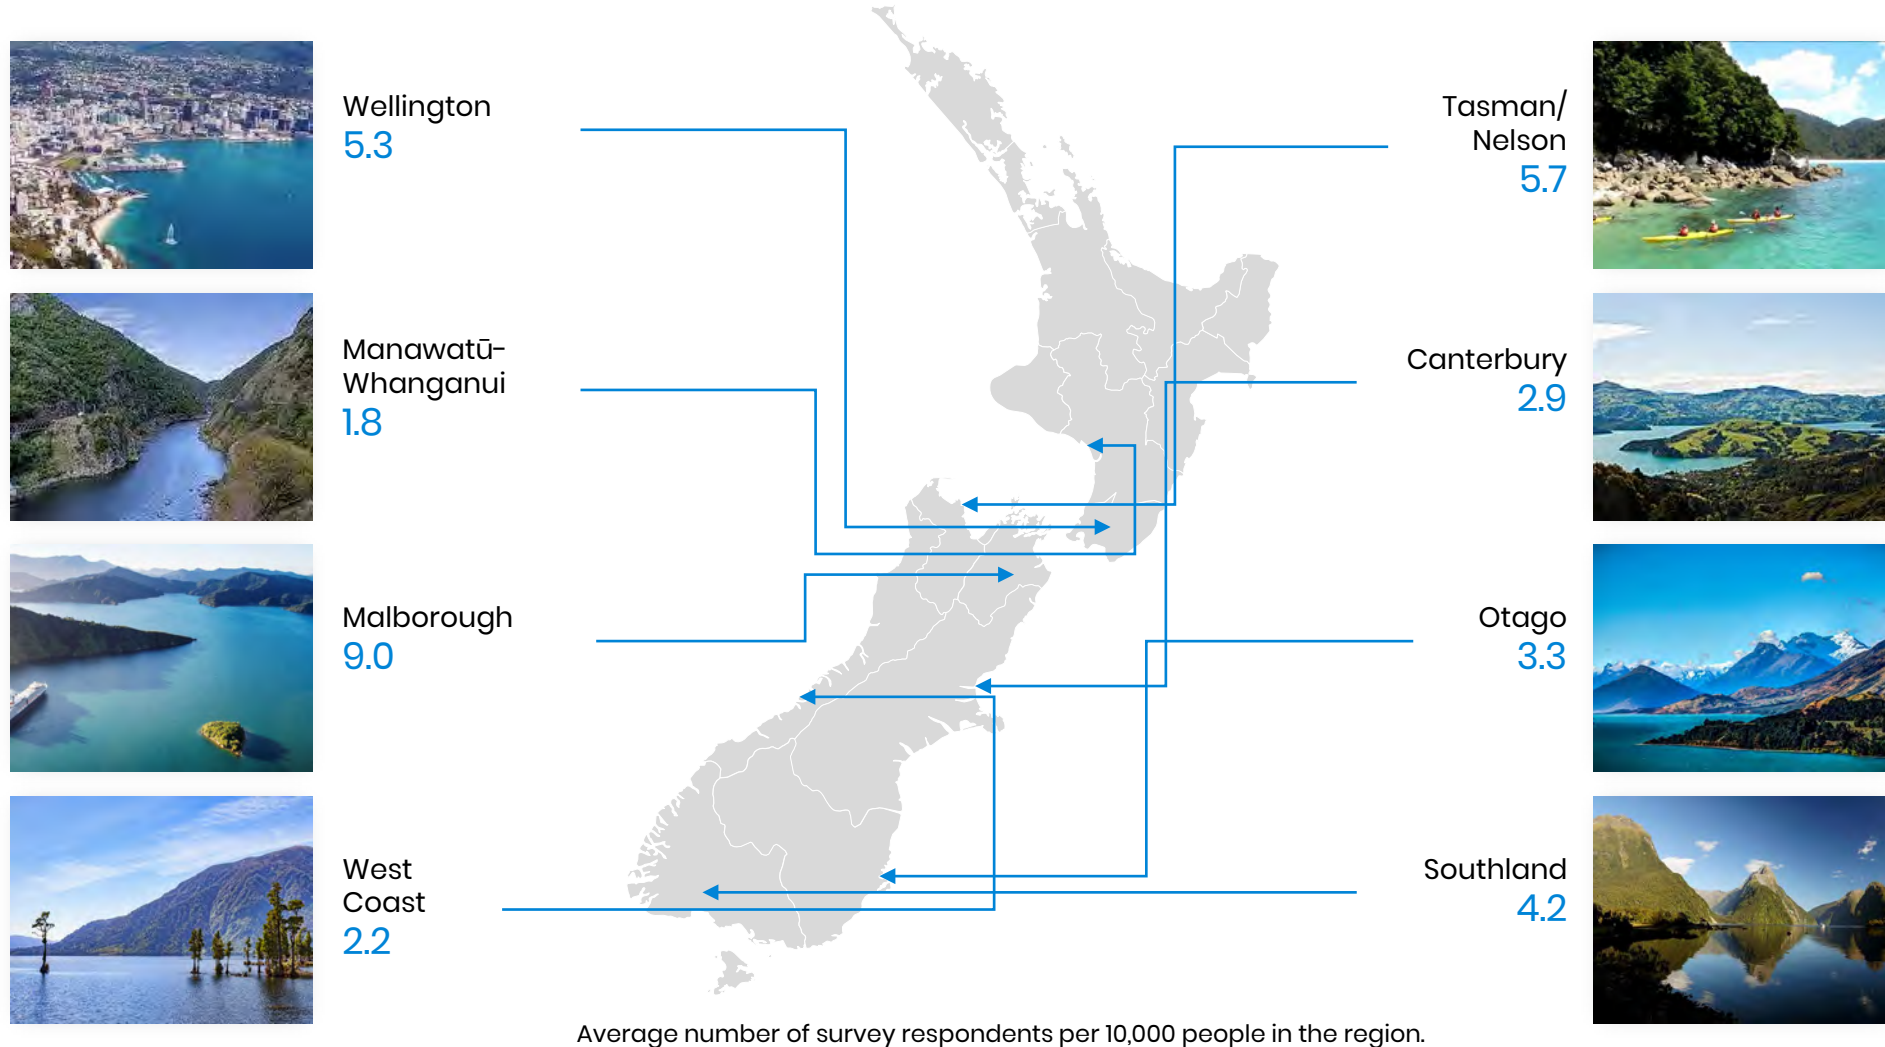 Wellington
5.3
Manawatū-
Whanganui
1.8
Malborough
9.0
West
Coast
2.2
Tasman/
Nelson
5.7
Canterbury
2.9
Otago
3.3
Southland
4.2
Average number of survey respondents per 10,000 people in the region.